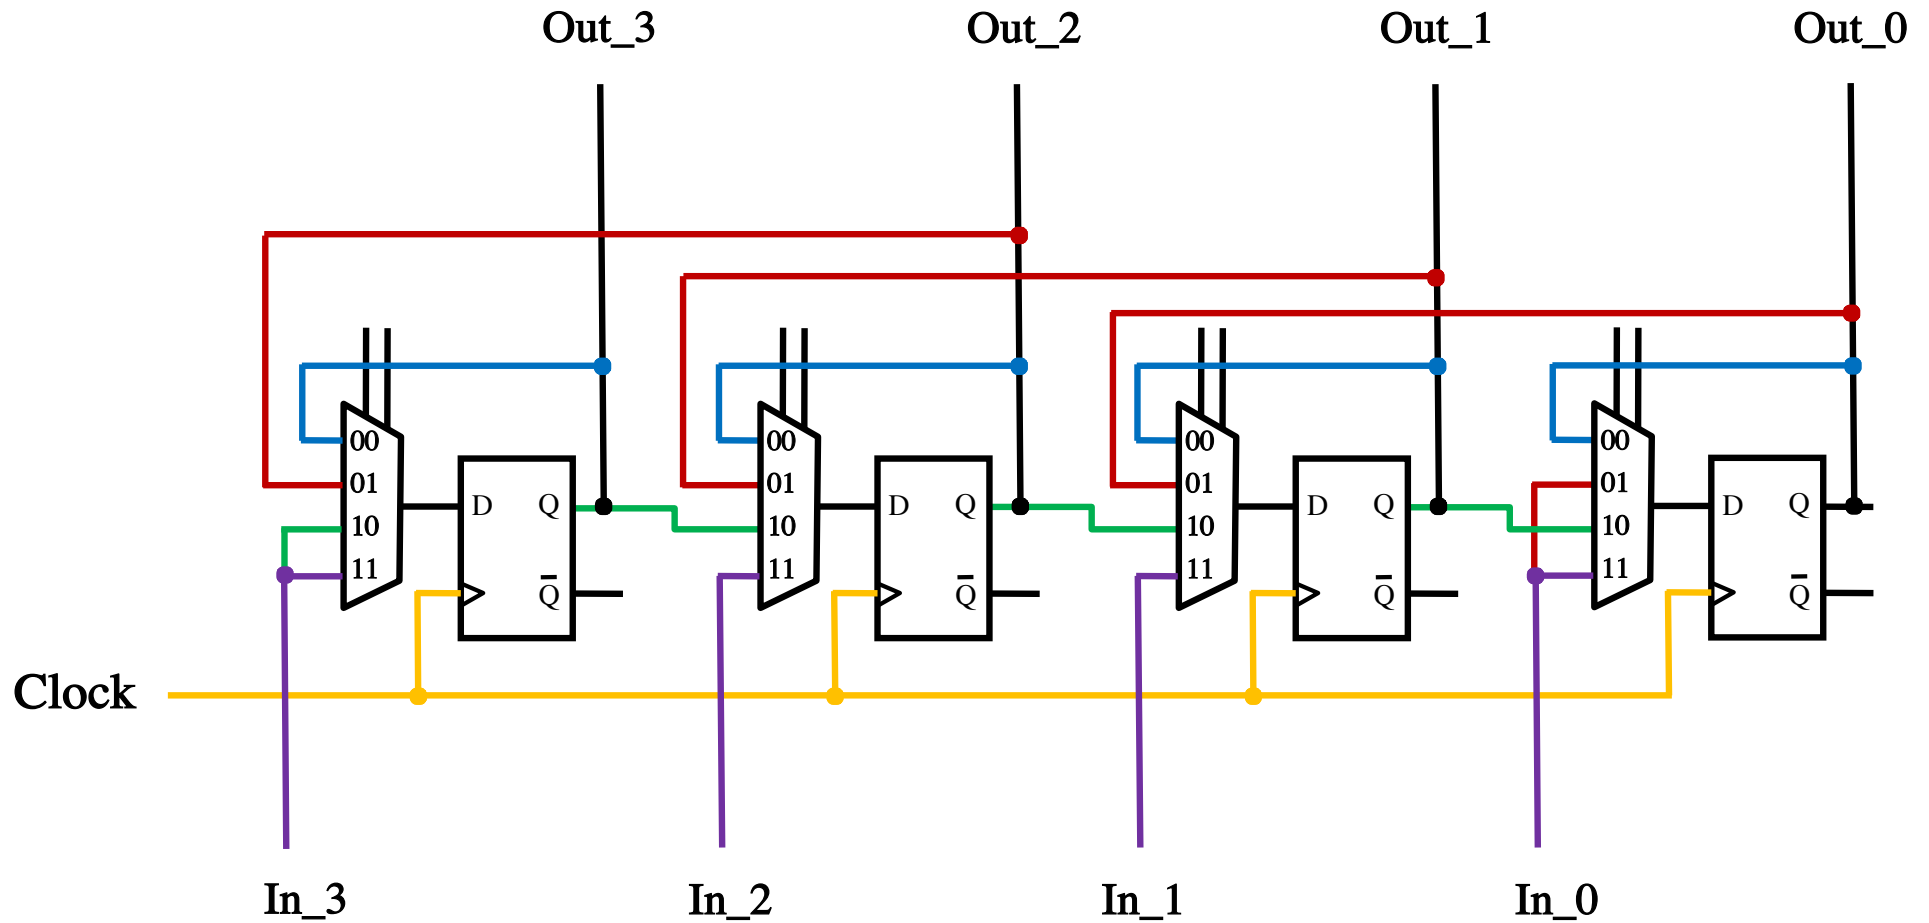 Out_3 Out_2 Out_1 Out_0
00 00 00 00
01 01 01 01
D Q D Q D Q D Q
10 10 10 10
11 11 11 11
Q̅ Q̅ Q̅ Q̅
Clock
In_3 In_2 In_1 In_0